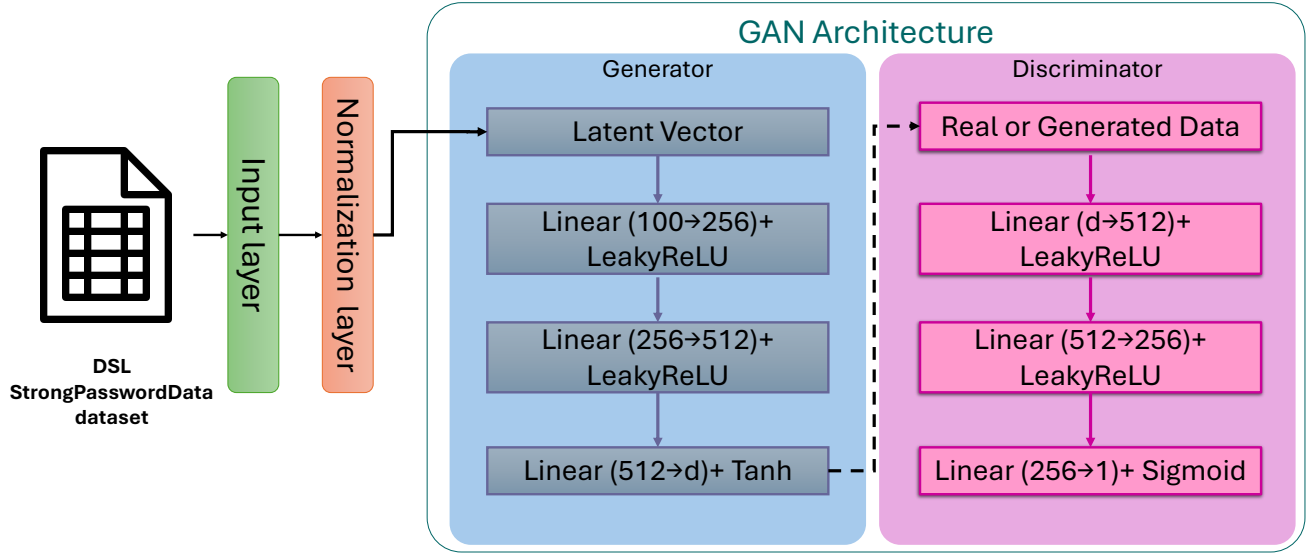 DSL
StrongPasswordData
dataset
Input layer
Normalization layer
GAN Architecture
Generator
Latent Vector
Linear (100→256)+
LeakyReLU
Linear (256→512)+
LeakyReLU
Linear (512→d)+ Tanh
Discriminator
Real or Generated Data
Linear (d→512)+
LeakyReLU
Linear (512→256)+
LeakyReLU
Linear (256→1)+ Sigmoid